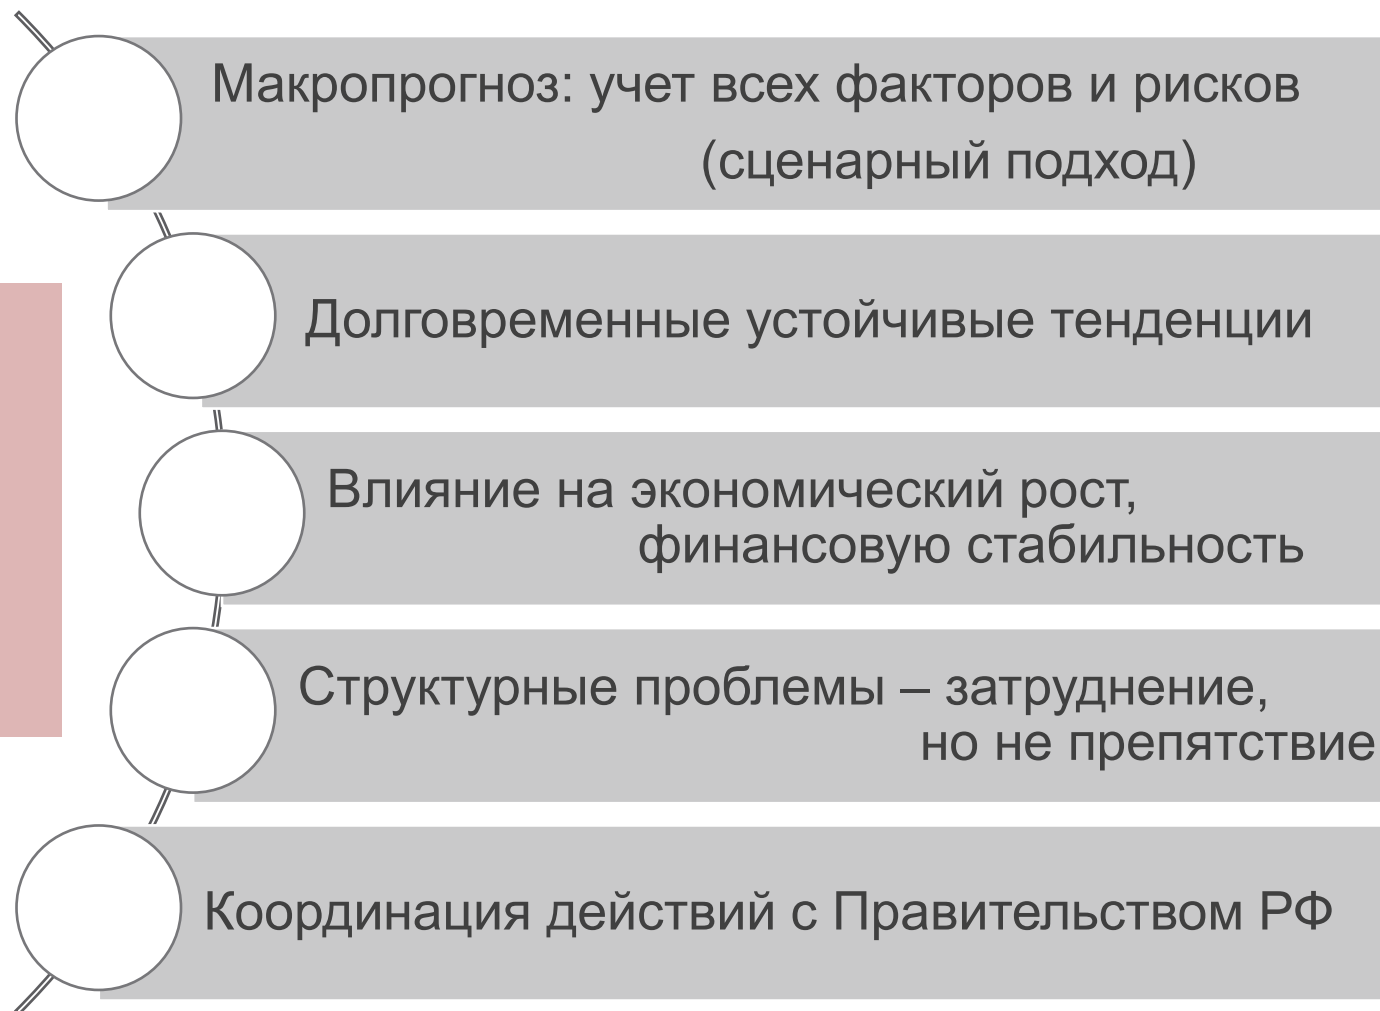 Макропрогноз: учет всех факторов и рисков
(сценарный подход)
Долговременные устойчивые тенденции
Влияние на экономический рост,
финансовую стабильность
Структурные проблемы – затруднение,
но не препятствие
Координация действий с Правительством РФ